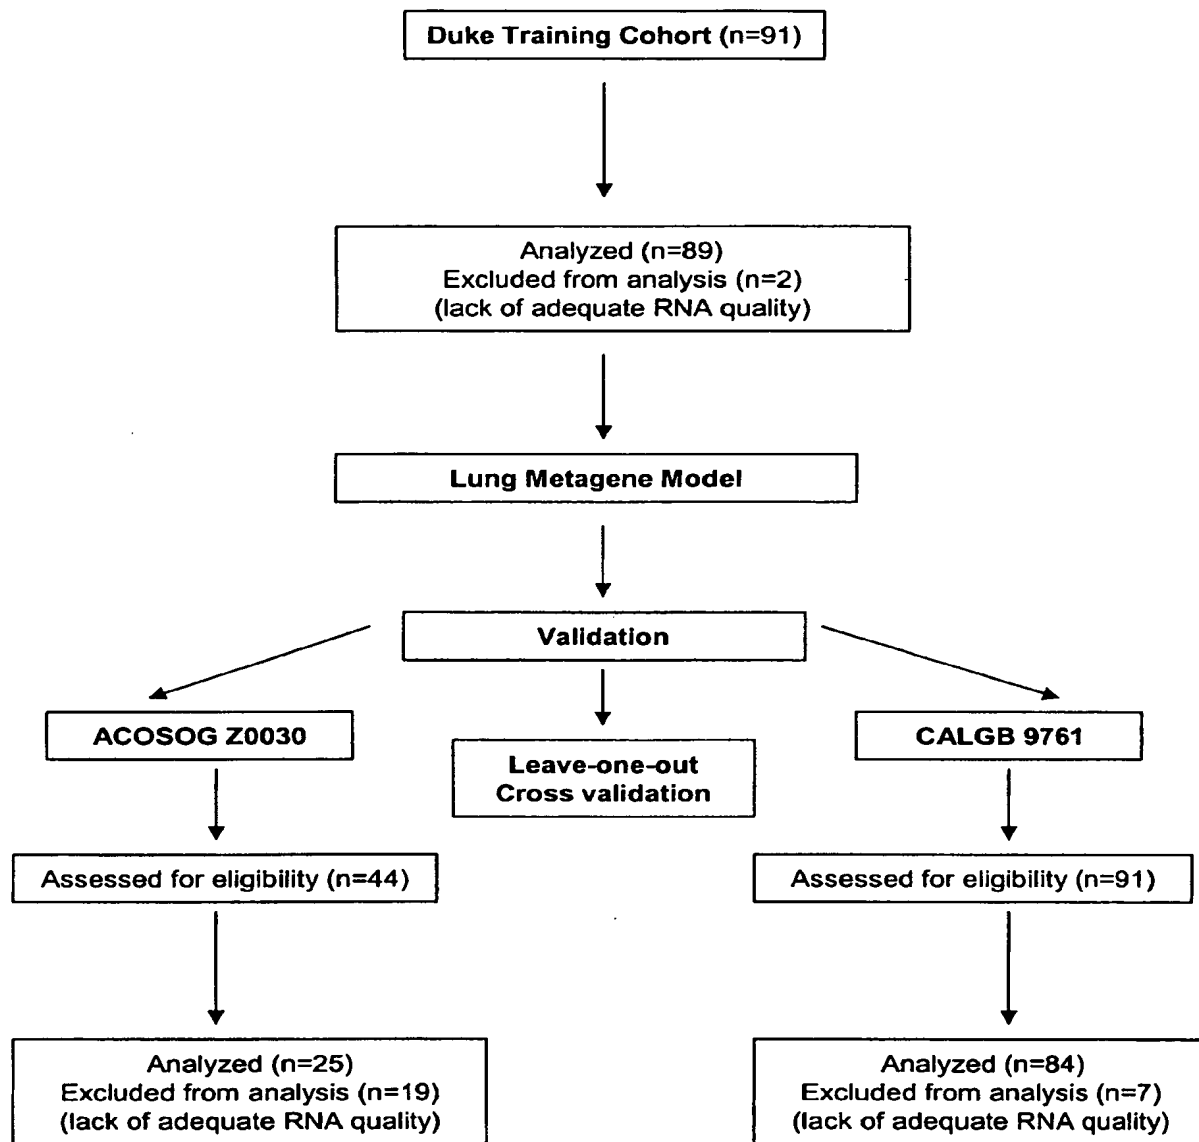 Duke Training Cohort (n=91)
Analyzed (n=89)
Excluded from analysis (n=2)
(lack of adequate RNA quality)
Lung Metagene Model
Validation
ACOSOG Z0030
Assessed for eligibility (n=44)
Analyzed (n=25)
Excluded from analysis (n=19)
(lack of adequate RNA quality)
Leave-one-out
Cross validation
CALGB 9761
Assessed for eligibility (n=91)
Analyzed (n=84)
Excluded from analysis (n=7)
(lack of adequate RNA quality)